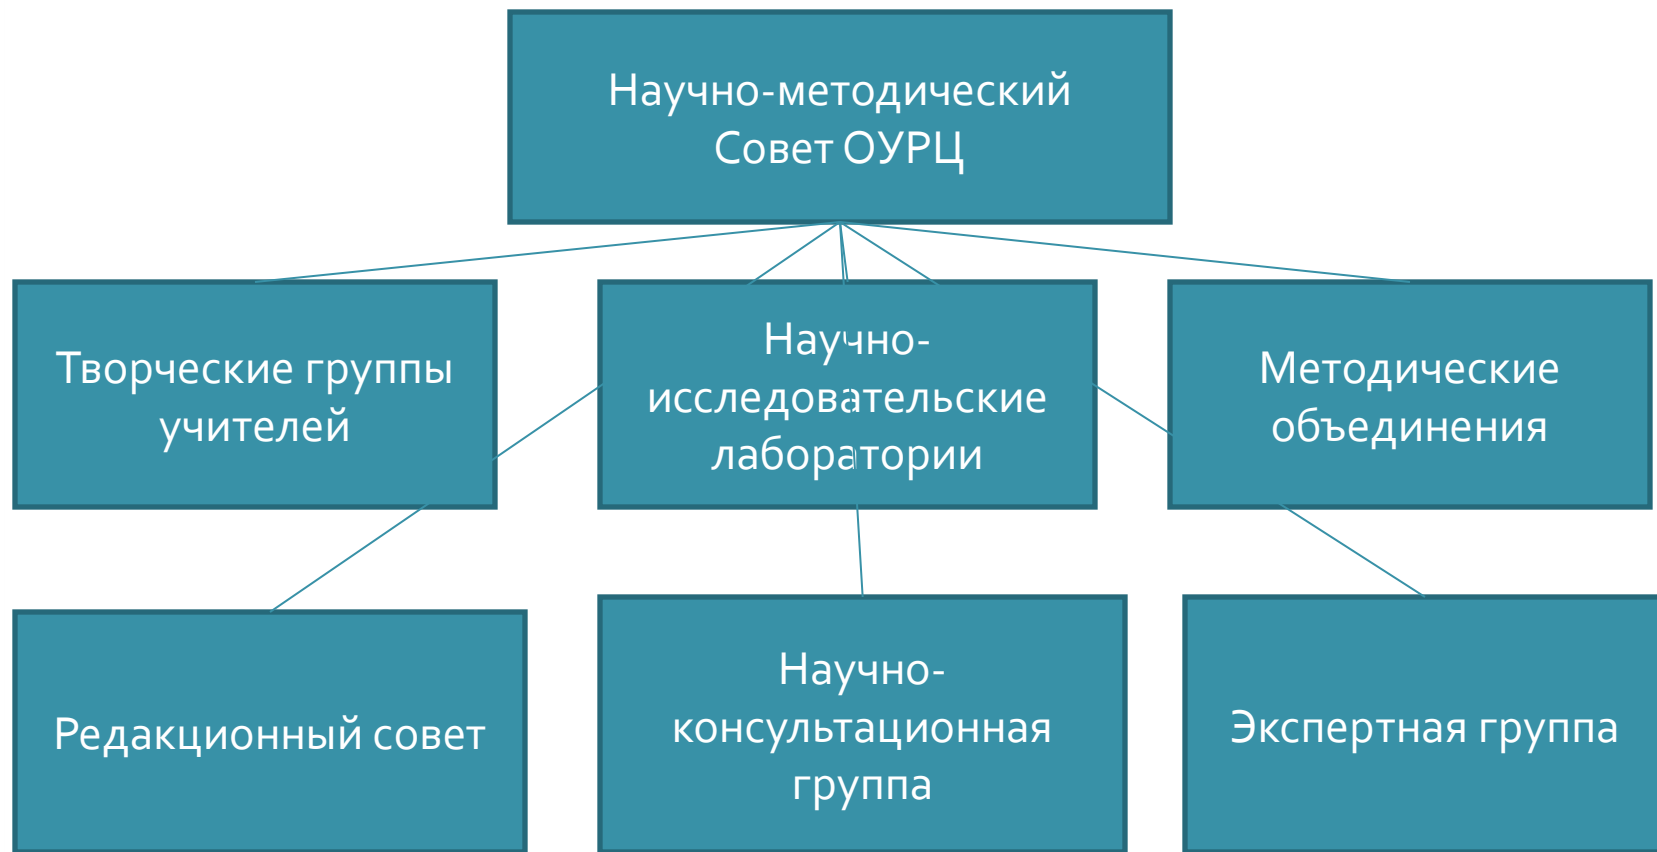 Научно-методический
Совет ОУРЦ
Творческие группы
учителей
Научно-
исследовательские
лаборатории
Методические
объединения
Редакционный совет
Научно-
консультационная
группа
Экспертная группа